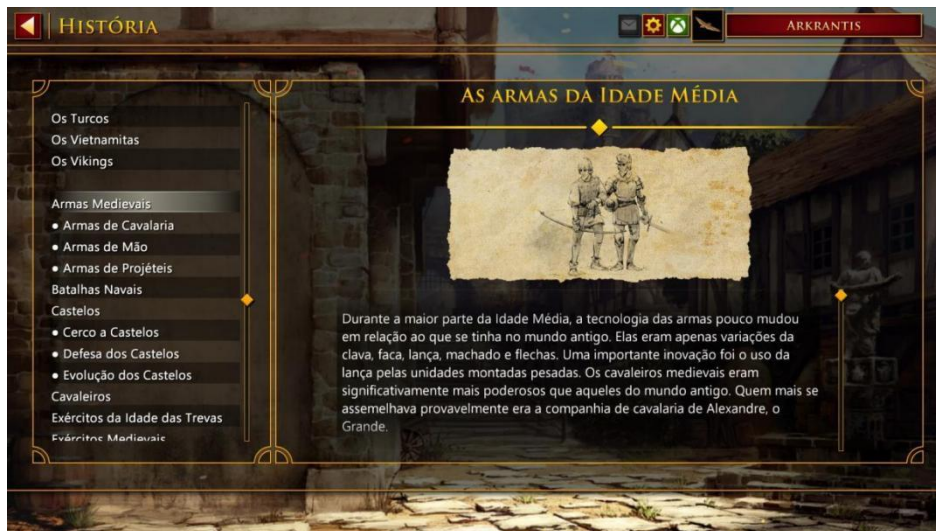 HISTÓRIA
ARKRANTIS
Os Turcos
Os Vietnamitas
Os Vikings
Armas Medievais
• Armas de Cavalaria
• Armas de Mão
• Armas de Projéteis
Batalhas Navais
Castelos
• Cerco a Castelos
• Defesa dos Castelos
• Evolução dos Castelos
Cavaleiros
Exércitos da Idade das Trevas
Exércitos Medievais
AS ARMAS DA IDADE MÉDIA
Durante a maior parte da Idade Média, a tecnologia das armas pouco mudou
em relação ao que se tinha no mundo antigo. Elas eram apenas variações da
clava, faca, lança, machado e flechas. Uma importante inovação foi o uso da
lança pelas unidades montadas pesadas. Os cavaleiros medievais eram
significativamente mais poderosos que aqueles do mundo antigo. Quem mais se
assemelhava provavelmente era a companhia de cavalaria de Alexandre, o
Grande.